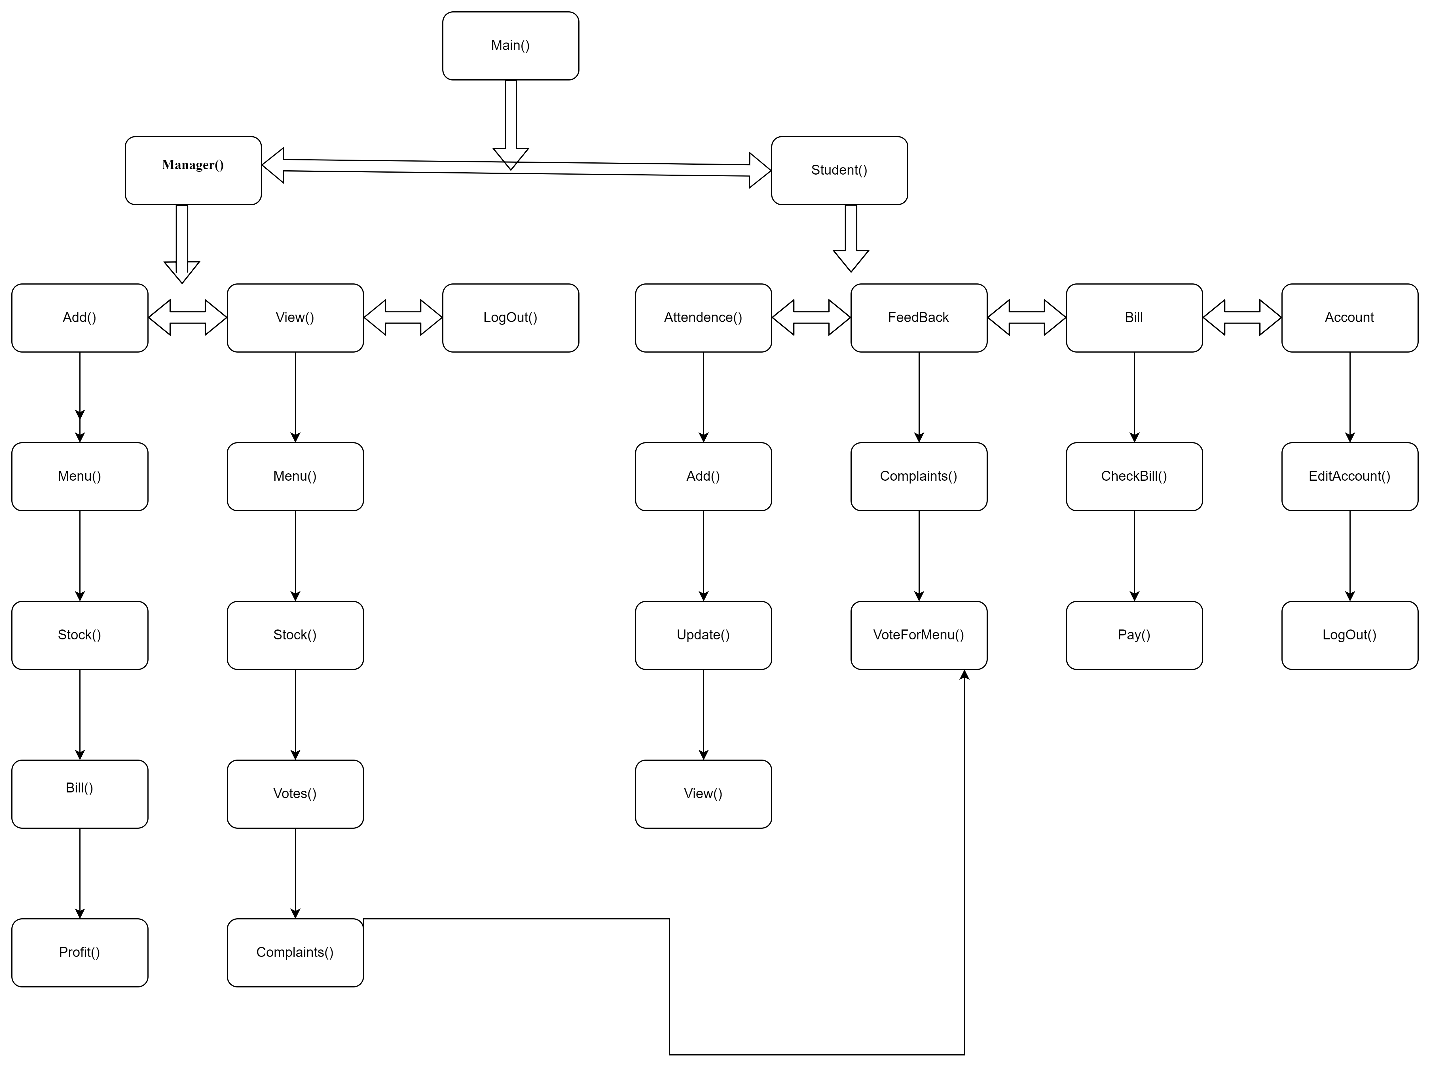 Main()
Manager()
Student()
Add()
View()
LogOut()
Attendence()
FeedBack
Bill
Account
Menu()
Menu()
Add()
Complaints()
CheckBill()
EditAccount()
Stock()
Stock()
Update()
VoteForMenu()
Pay()
LogOut()
Bill()
Votes()
View()
Profit()
Complaints()